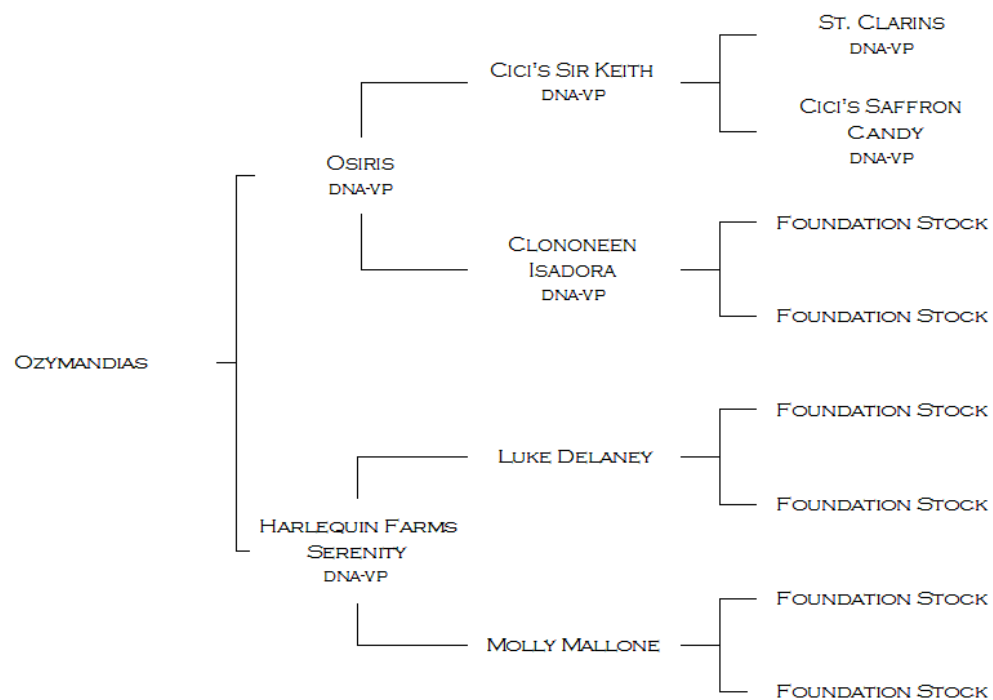 St. Clarins
DNA-VP
Cici's Sir Keith
DNA-VP
Cici's Saffron
Candy
DNA-VP
Osiris
DNA-VP
Foundation Stock
Clononeen
Isadora
DNA-VP
Foundation Stock
Ozymandias
Foundation Stock
Luke Delaney
Foundation Stock
Harlequin Farms
Serenity
DNA-VP
Foundation Stock
Molly Mallone
Foundation Stock